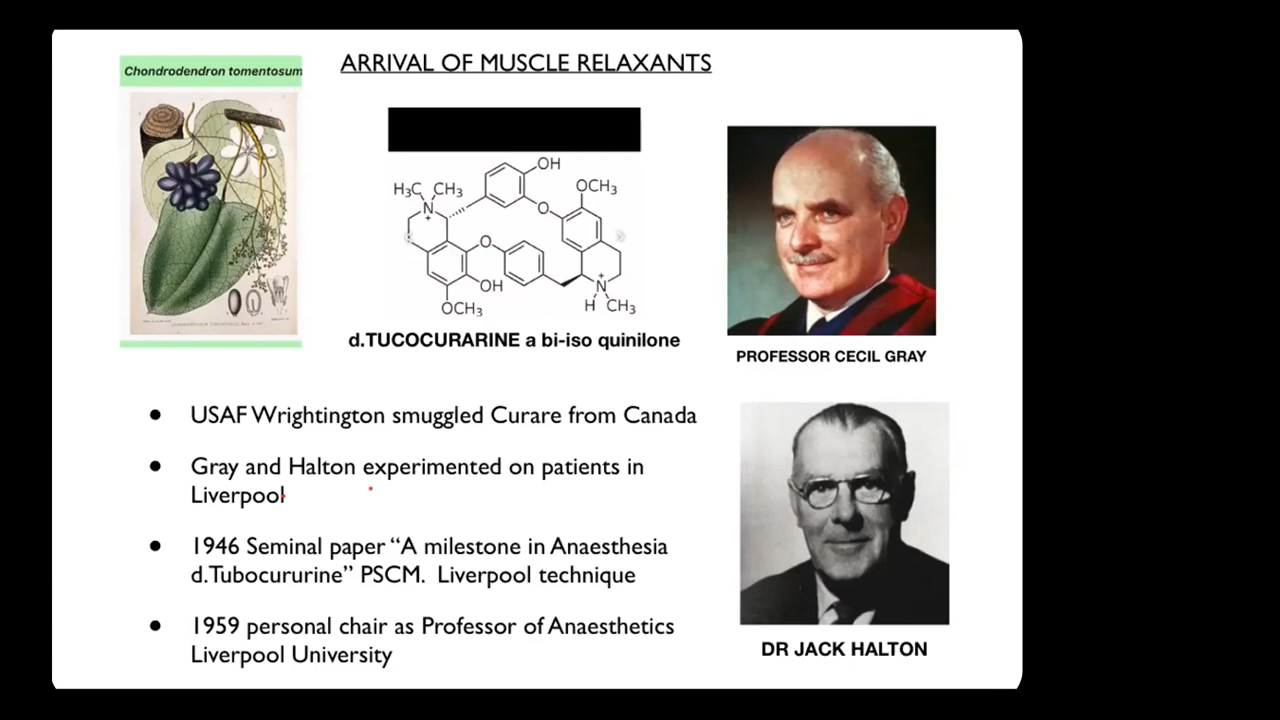 ARRIVAL OF MUSCLE RELAXANTS
Chondrodendron tomentosum
OH
H₃C CH₃
N
+
O
OCH₃
O
OH
OCH₃
+
N
H CH₃
d.TUCOCURARINE a bi-iso quinilone
PROFESSOR CECIL GRAY
● USAF Wrightington smuggled Curare from Canada
● Gray and Halton experimented on patients in
Liverpool
● 1946 Seminal paper “A milestone in Anaesthesia
d.Tubocururine” PSCM. Liverpool technique
● 1959 personal chair as Professor of Anaesthetics
Liverpool University
DR JACK HALTON